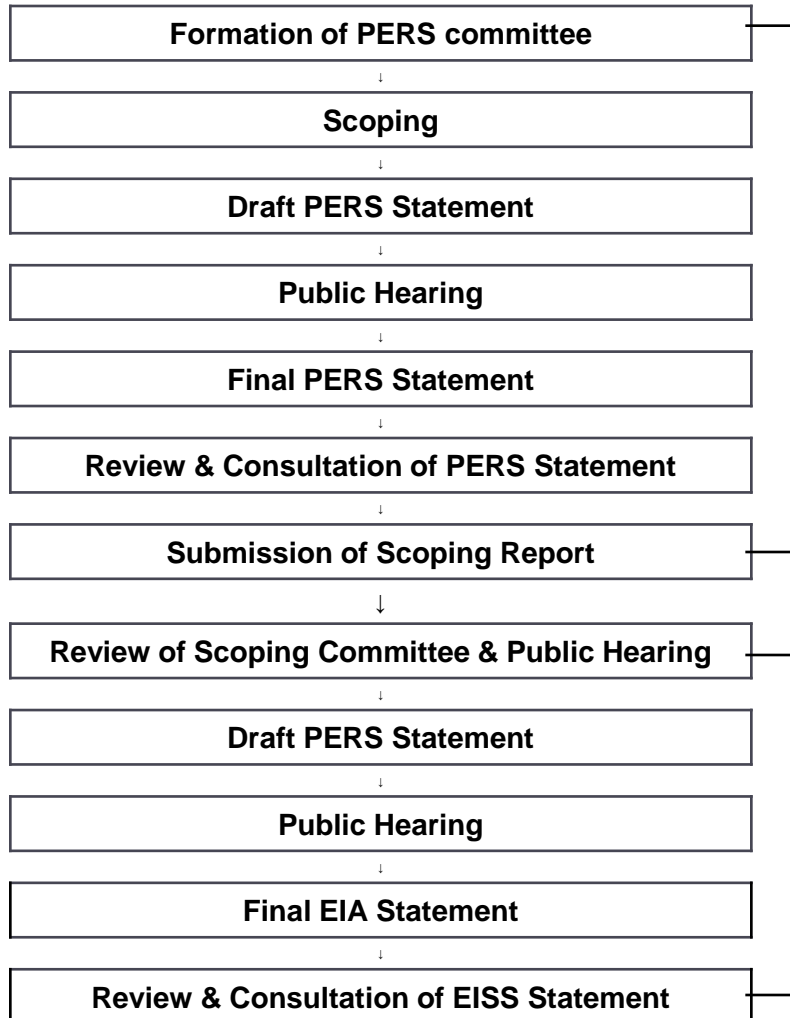 Formation of PERS committee
↓
Scoping
↓
Draft PERS Statement
↓
Public Hearing
↓
Final PERS Statement
↓
Review & Consultation of PERS Statement
↓
Submission of Scoping Report
↓
Review of Scoping Committee & Public Hearing
↓
Draft PERS Statement
↓
Public Hearing
↓
Final EIA Statement
↓
Review & Consultation of EISS Statement